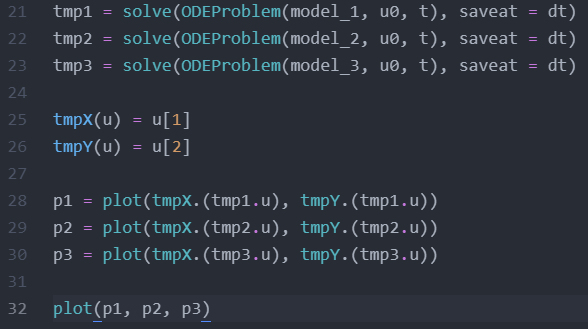 21 tmp1 = solve(ODEProblem(model_1, u0, t), saveat = dt)
22 tmp2 = solve(ODEProblem(model_2, u0, t), saveat = dt)
23 tmp3 = solve(ODEProblem(model_3, u0, t), saveat = dt)
24
25 tmpX(u) = u[1]
26 tmpY(u) = u[2]
27
28 p1 = plot(tmpX.(tmp1.u), tmpY.(tmp1.u))
29 p2 = plot(tmpX.(tmp2.u), tmpY.(tmp2.u))
30 p3 = plot(tmpX.(tmp3.u), tmpY.(tmp3.u))
31
32 plot(p1, p2, p3)